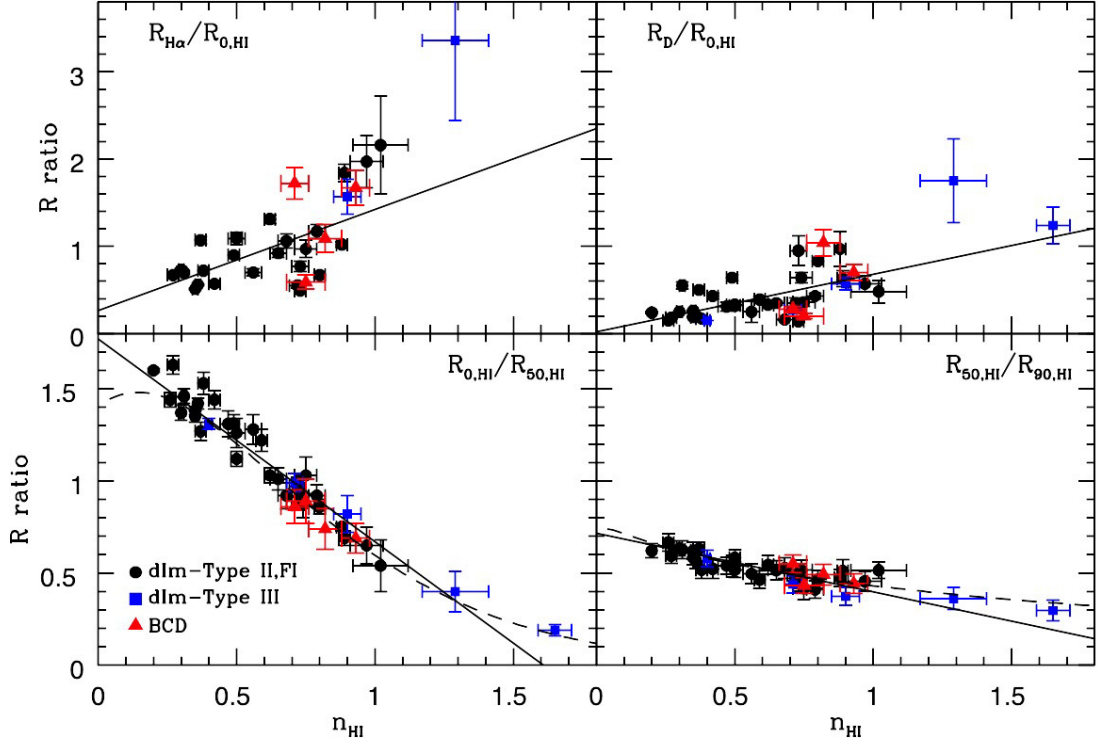 R_Hα/R_0,HI
R_D/R_0,HI
R ratio
3
2
1
0
R_0,HI/R_50,HI
R_50,HI/R_90,HI
R ratio
1.5
1
0.5
0
dIm-Type II,FI
dIm-Type III
BCD
0 0.5 1 1.5 0 0.5 1 1.5
n_HI n_HI